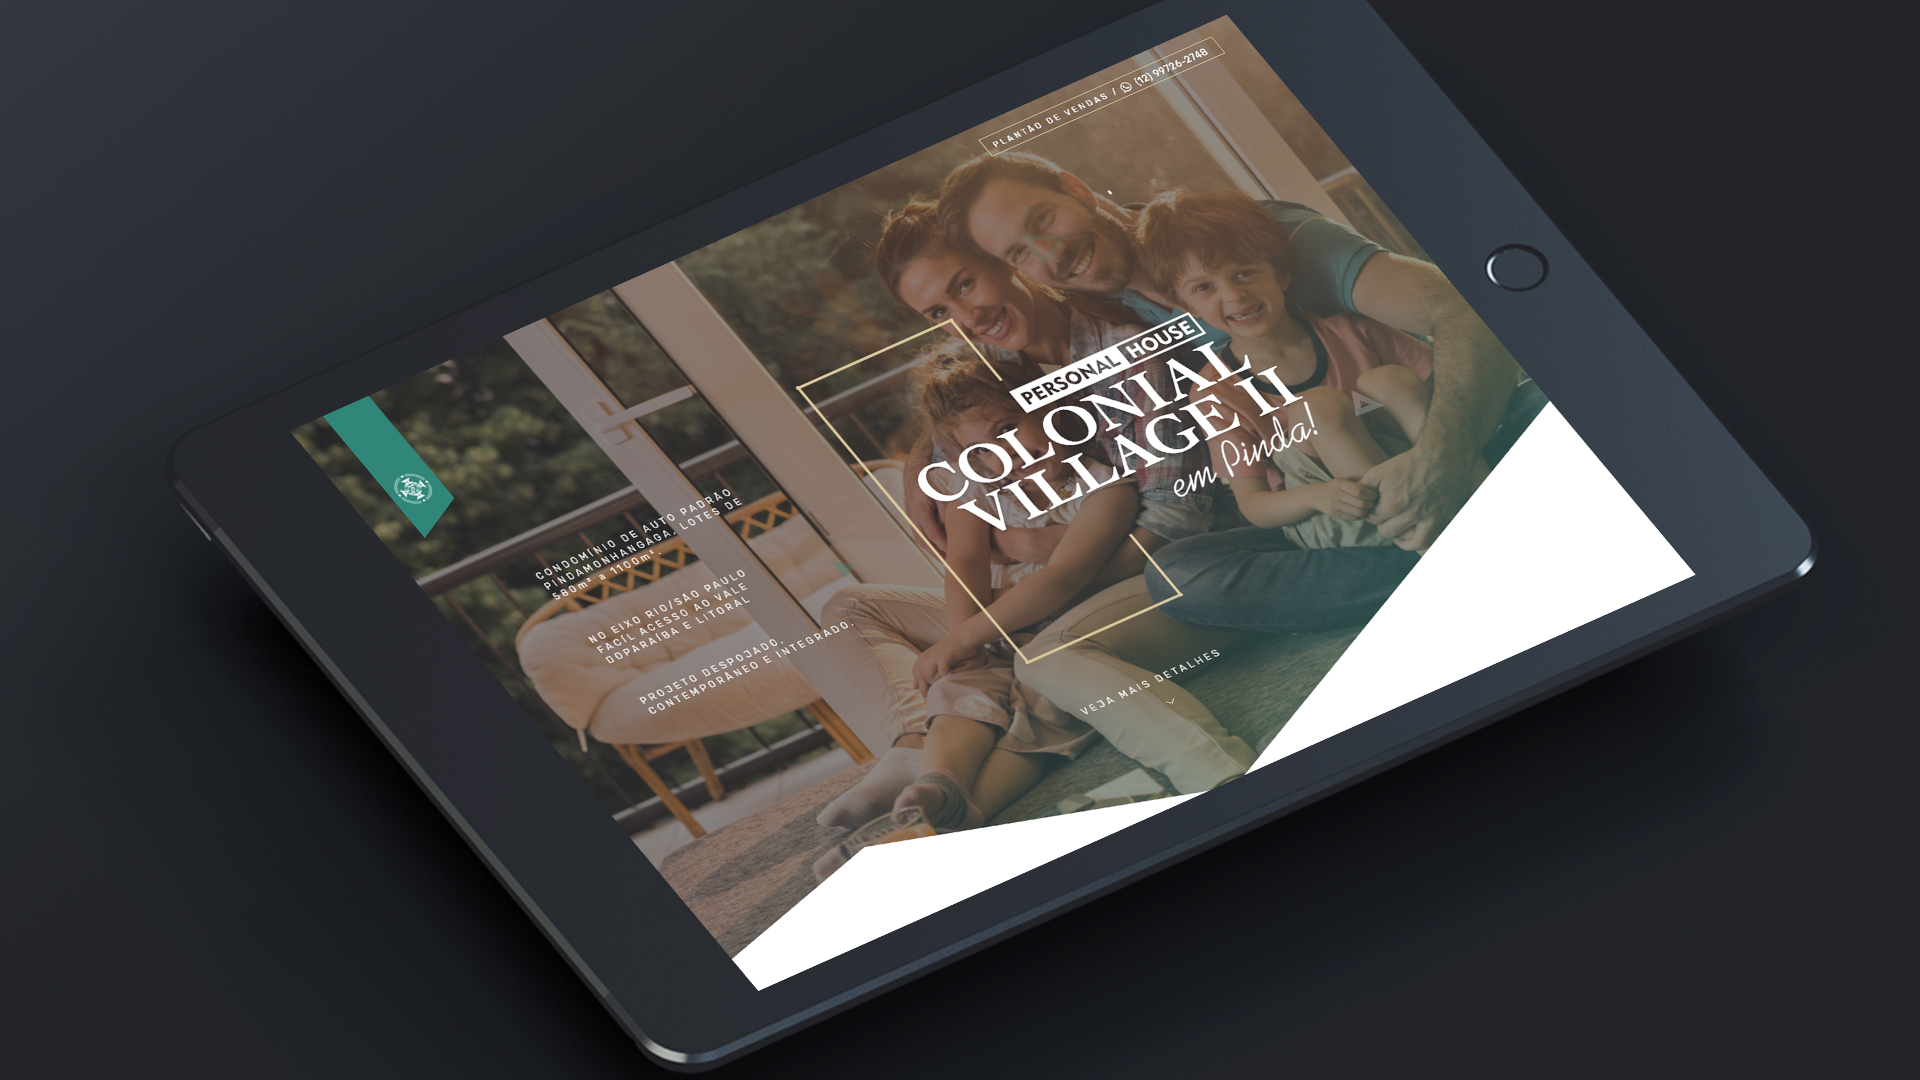 PLANTÃO DE VENDAS / (12) 99726-2748
PERSONAL HOUSE
COLONIAL
VILLAGE II
em Pinda!
CONDOMÍNIO DE AUTO PADRÃO
PINDAMONHANGAGA, LOTES DE
580m² a 1100m².
NO EIXO RIO/SÃO PAULO
FACÍL ACESSO AO VALE
DOPARAÍBA E LITORAL
PROJETO DESPOJADO,
CONTEMPORÂNEO E INTEGRADO.
VEJA MAIS DETALHES